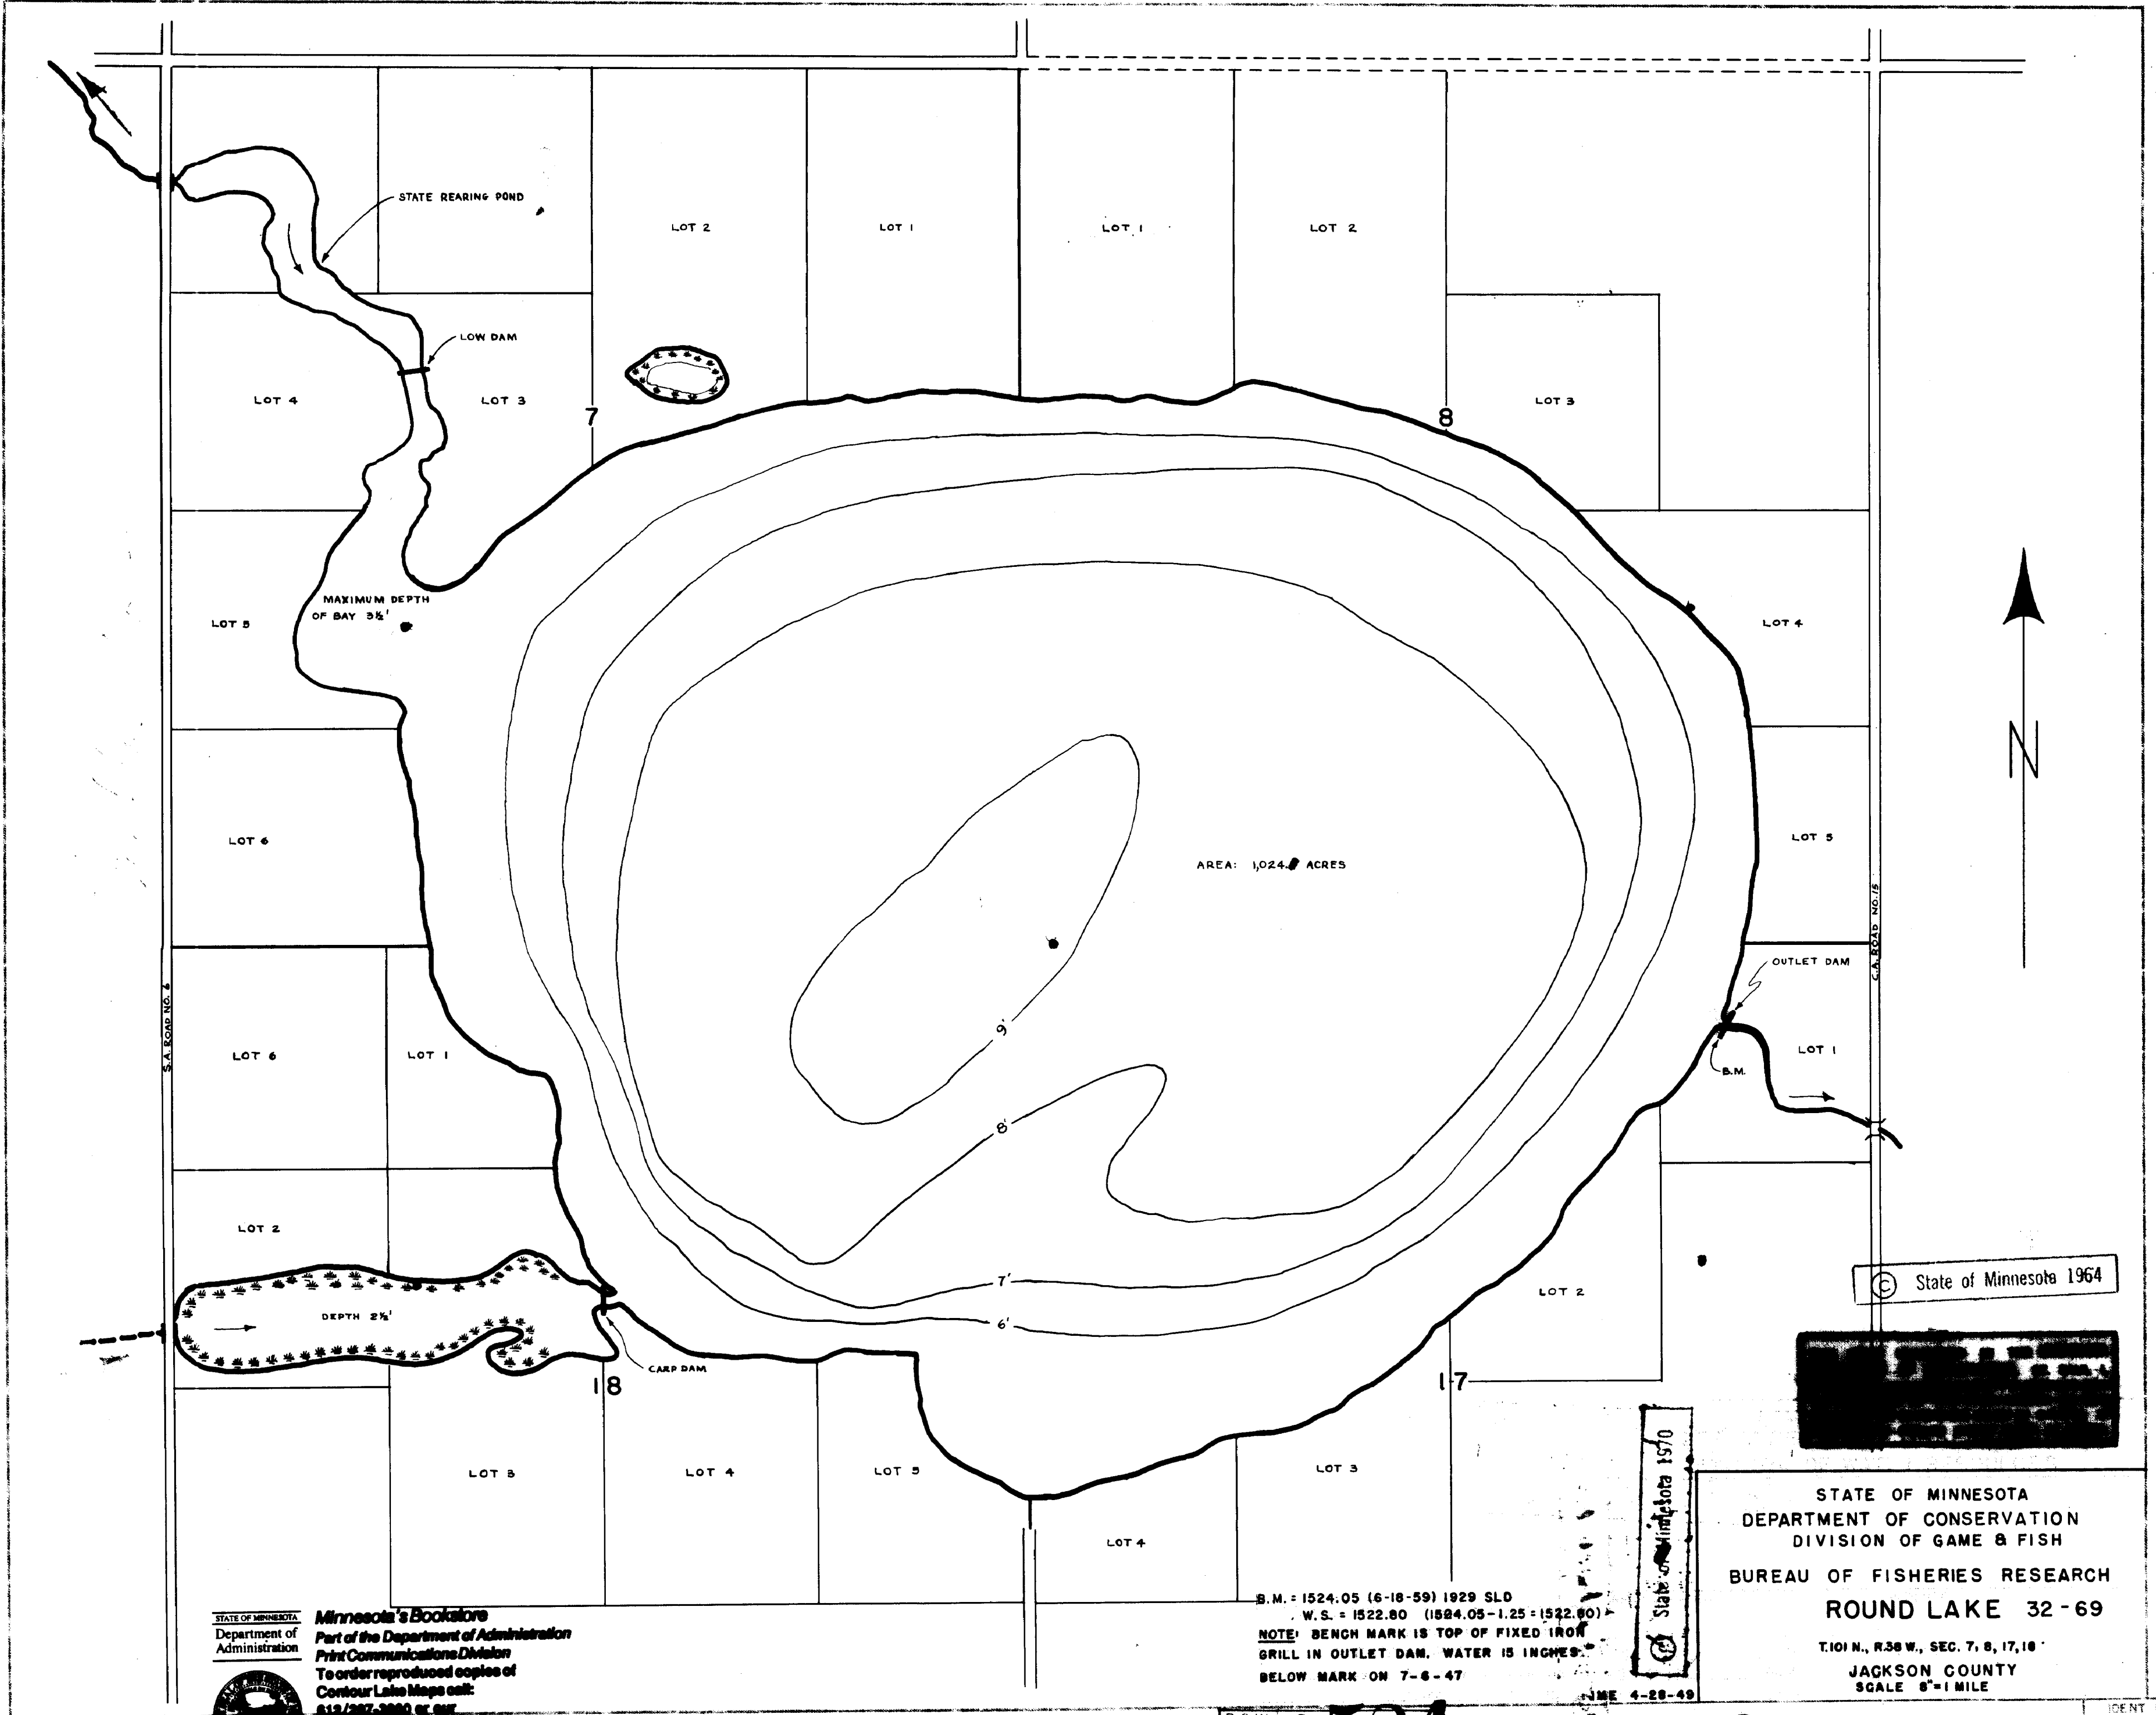 STATE REARING POND
LOT 2
LOT 1
LOT 1
LOT 2
LOW DAM
LOT 4
LOT 3
7
8
LOT 3
MAXIMUM DEPTH
OF BAY 3½'
LOT 5
LOT 4
N
LOT 6
AREA: 1,024. ACRES
LOT 5
C.A. ROAD NO. 15
OUTLET DAM
S.A. ROAD NO. 6
9'
LOT 6
LOT 1
LOT 1
B.M.
8'
LOT 2
7'
6'
DEPTH 2½'
LOT 2
© State of Minnesota 1964
CARP DAM
18
17
LOT 3
LOT 4
LOT 5
LOT 3
LOT 4
© State of Minnesota 1970
B.M. = 1524.05 (6-18-59) 1929 SLD
W.S. = 1522.80 (1524.05-1.25=1522.80)
NOTE: BENCH MARK IS TOP OF FIXED IRON
GRILL IN OUTLET DAM. WATER 15 INCHES
BELOW MARK ON 7-6-47
JME 4-28-49
STATE OF MINNESOTA
DEPARTMENT OF CONSERVATION
DIVISION OF GAME & FISH
BUREAU OF FISHERIES RESEARCH
ROUND LAKE 32-69
T.101 N., R.38 W., SEC. 7, 8, 17, 18
JACKSON COUNTY
SCALE 8"=1 MILE
STATE OF MINNESOTA
Department of
Administration
Minnesota's Bookstore
Part of the Department of Administration
Print Communications Division
To order reproduced copies of
Contour Lake Maps call:
IDENT